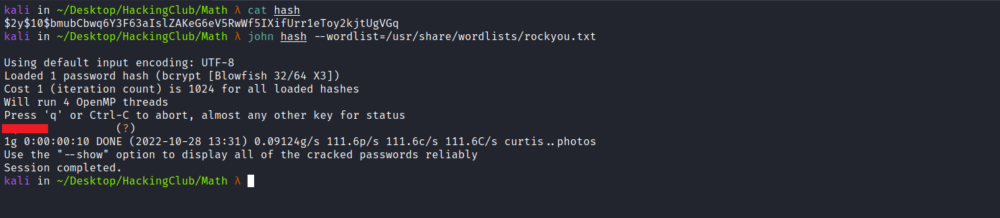 kali in ~/Desktop/HackingClub/Math λ cat hash
$2y$10$bmubCbwq6Y3F63aIslZAKeG6eV5RwWf5IXifUrr1eToy2kjtUgVGq
kali in ~/Desktop/HackingClub/Math λ john hash --wordlist=/usr/share/wordlists/rockyou.txt
Using default input encoding: UTF-8
Loaded 1 password hash (bcrypt [Blowfish 32/64 X3])
Cost 1 (iteration count) is 1024 for all loaded hashes
Will run 4 OpenMP threads
Press 'q' or Ctrl-C to abort, almost any other key for status
(?)
1g 0:00:00:10 DONE (2022-10-28 13:31) 0.09124g/s 111.6p/s 111.6c/s 111.6C/s curtis..photos
Use the "--show" option to display all of the cracked passwords reliably
Session completed.
kali in ~/Desktop/HackingClub/Math λ